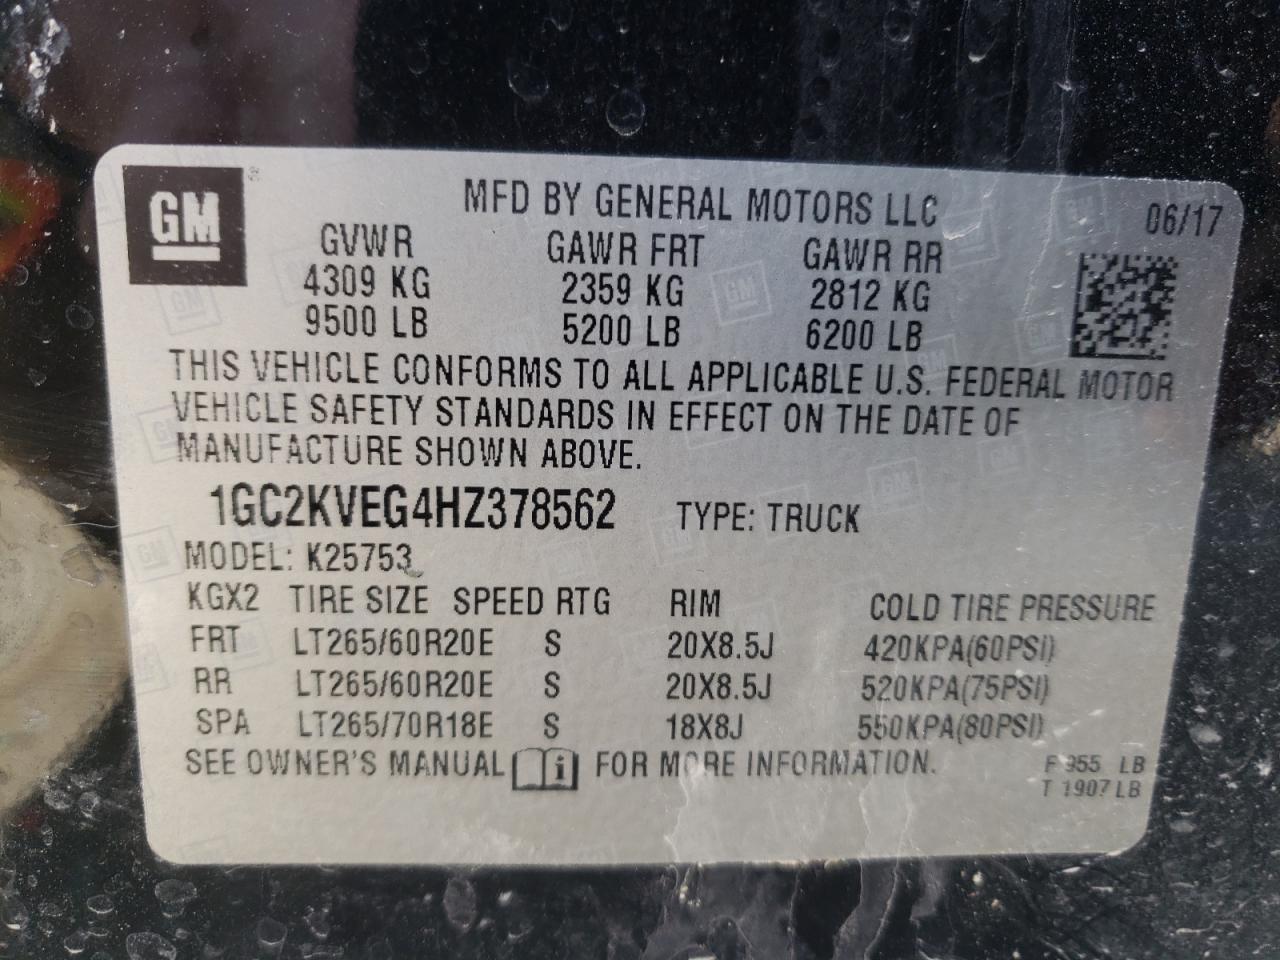 GM
MFD BY GENERAL MOTORS LLC 06/17
GVWR GAWR FRT GAWR RR
4309 KG 2359 KG 2812 KG
9500 LB 5200 LB 6200 LB
THIS VEHICLE CONFORMS TO ALL APPLICABLE U.S. FEDERAL MOTOR
VEHICLE SAFETY STANDARDS IN EFFECT ON THE DATE OF
MANUFACTURE SHOWN ABOVE.
1GC2KVEG4HZ378562 TYPE: TRUCK
MODEL: K25753
KGX2 TIRE SIZE SPEED RTG RIM COLD TIRE PRESSURE
FRT LT265/60R20E S 20X8.5J 420KPA(60PSI)
RR LT265/60R20E S 20X8.5J 520KPA(75PSI)
SPA LT265/70R18E S 18X8J 550KPA(80PSI)
SEE OWNER'S MANUAL i FOR MORE INFORMATION.
F 955 LB
T 1907 LB